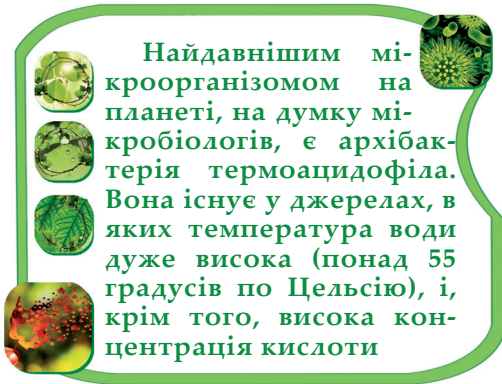 Найдавнішим мі-
кроорганізмом на
планеті, на думку мі-
кробіологів, є архібак-
терія термоацидофіла.
Вона існує у джерелах, в
яких температура води
дуже висока (понад 55
градусів по Цельсію), і,
крім того, висока кон-
центрація кислоти